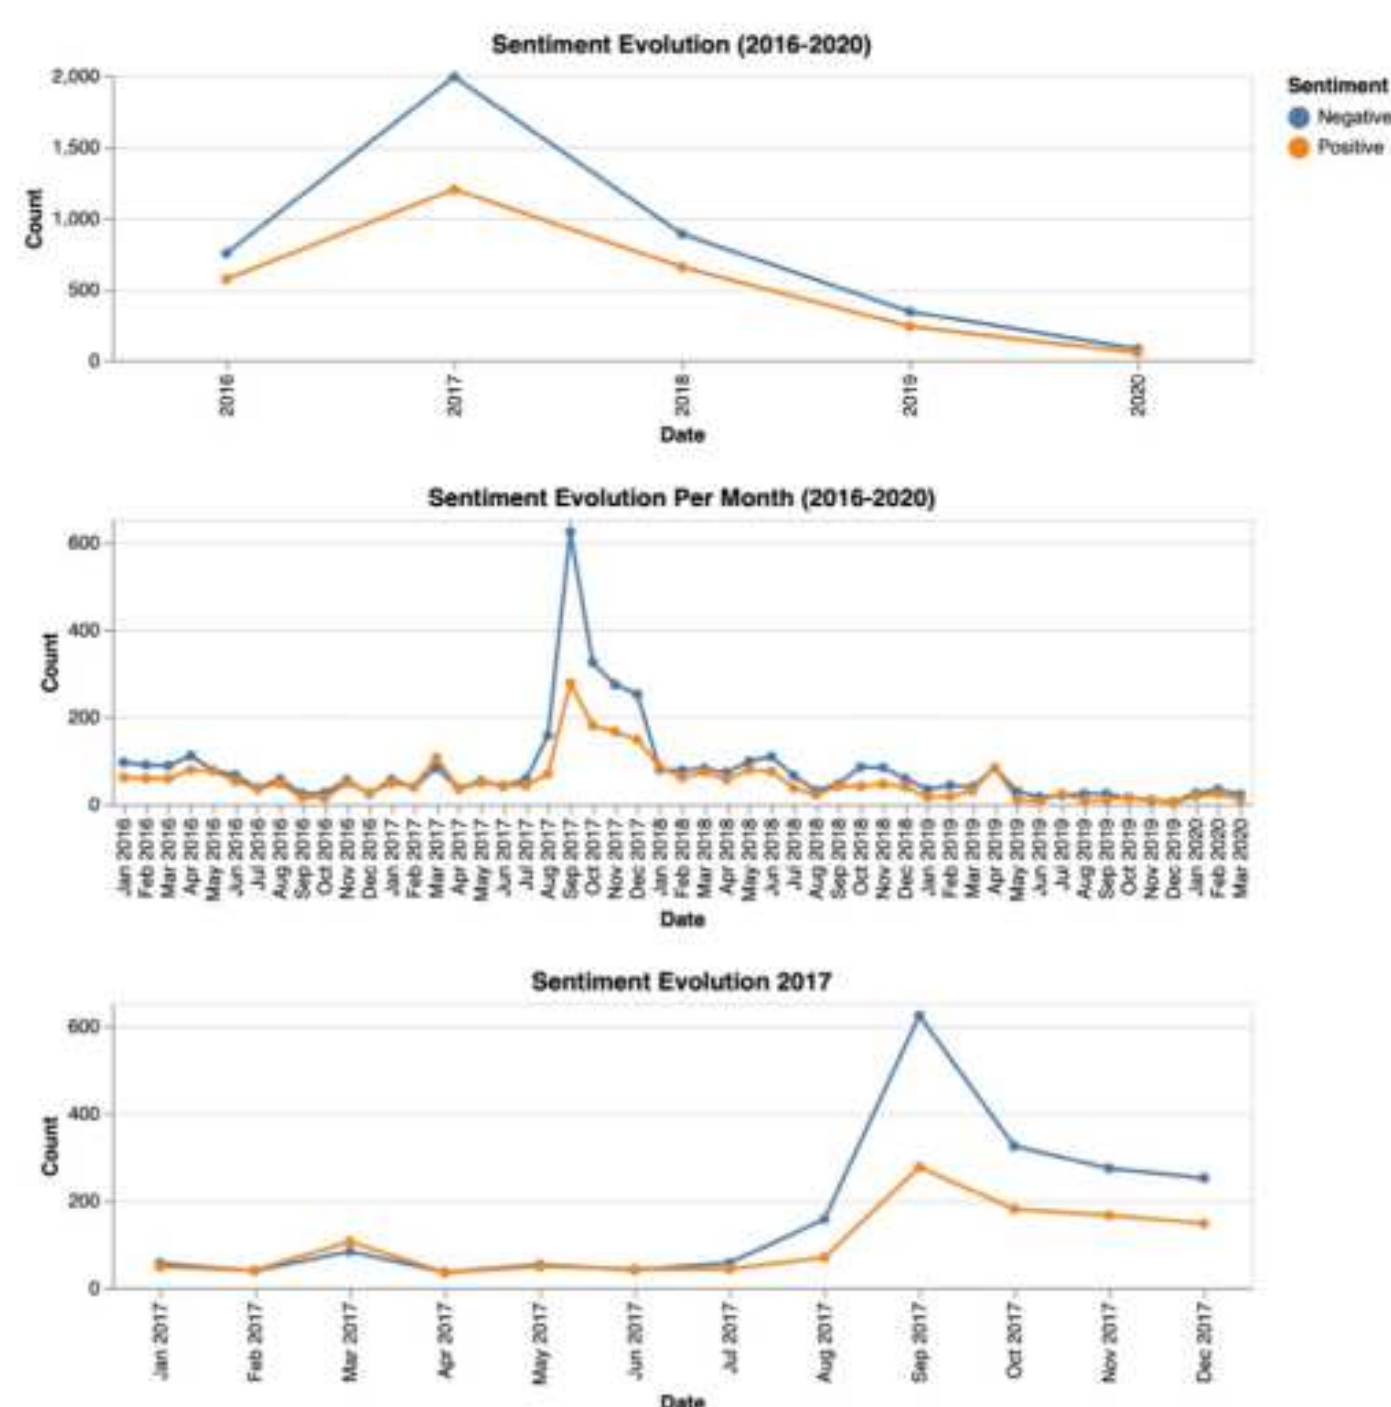 Sentiment Evolution (2016-2020)
Sentiment
Negative
Positive
2,000
1,500
1,000
500
0
Count
2016 2017 2018 2019 2020
Date
Sentiment Evolution Per Month (2016-2020)
600
400
200
0
Count
Jan 2016 Feb 2016 Mar 2016 Apr 2016 May 2016 Jun 2016 Jul 2016 Aug 2016 Sep 2016 Oct 2016 Nov 2016 Dec 2016 Jan 2017 Feb 2017 Mar 2017 Apr 2017 May 2017 Jun 2017 Jul 2017 Aug 2017 Sep 2017 Oct 2017 Nov 2017 Dec 2017 Jan 2018 Feb 2018 Mar 2018 Apr 2018 May 2018 Jun 2018 Jul 2018 Aug 2018 Sep 2018 Oct 2018 Nov 2018 Dec 2018 Jan 2019 Feb 2019 Mar 2019 Apr 2019 May 2019 Jun 2019 Jul 2019 Aug 2019 Sep 2019 Oct 2019 Nov 2019 Dec 2019 Jan 2020 Feb 2020 Mar 2020
Date
Sentiment Evolution 2017
600
400
200
0
Count
Jan 2017 Feb 2017 Mar 2017 Apr 2017 May 2017 Jun 2017 Jul 2017 Aug 2017 Sep 2017 Oct 2017 Nov 2017 Dec 2017
Date